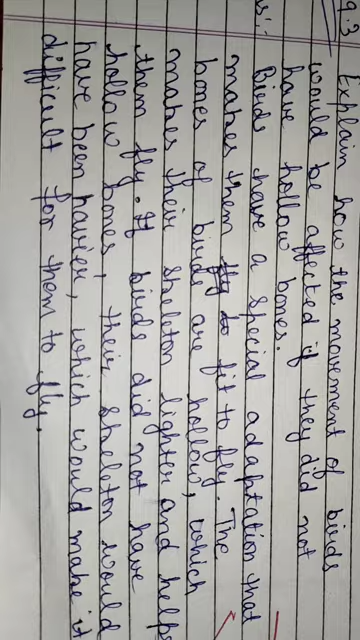 Q.3 Explain how the movement of birds
would be affected if they did not
have hollow bones.
Birds have a special adaptation that
makes them fit to fly. The
bones of birds are hollow, which
makes their skeleton lighter and helps
them fly. If birds did not have
hollow bones, their skeleton would
have been havier, which would make it
difficult for them to fly.